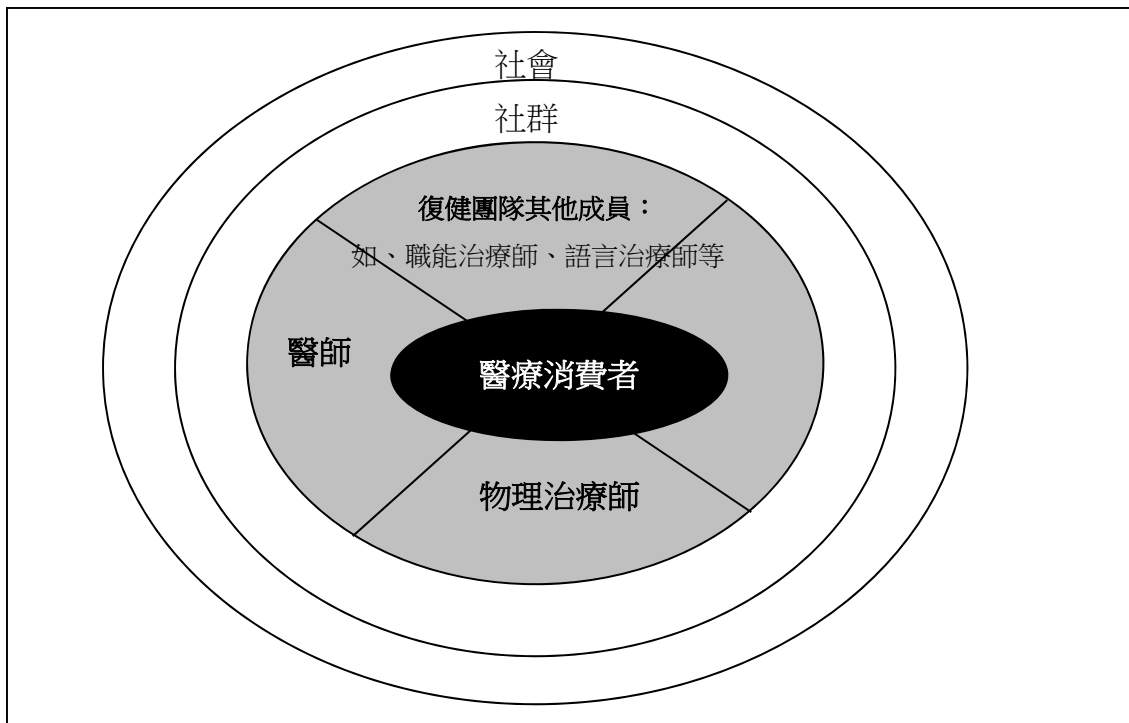 社會
社群
復健團隊其他成員：
如、職能治療師、語言治療師等
醫師
醫療消費者
物理治療師